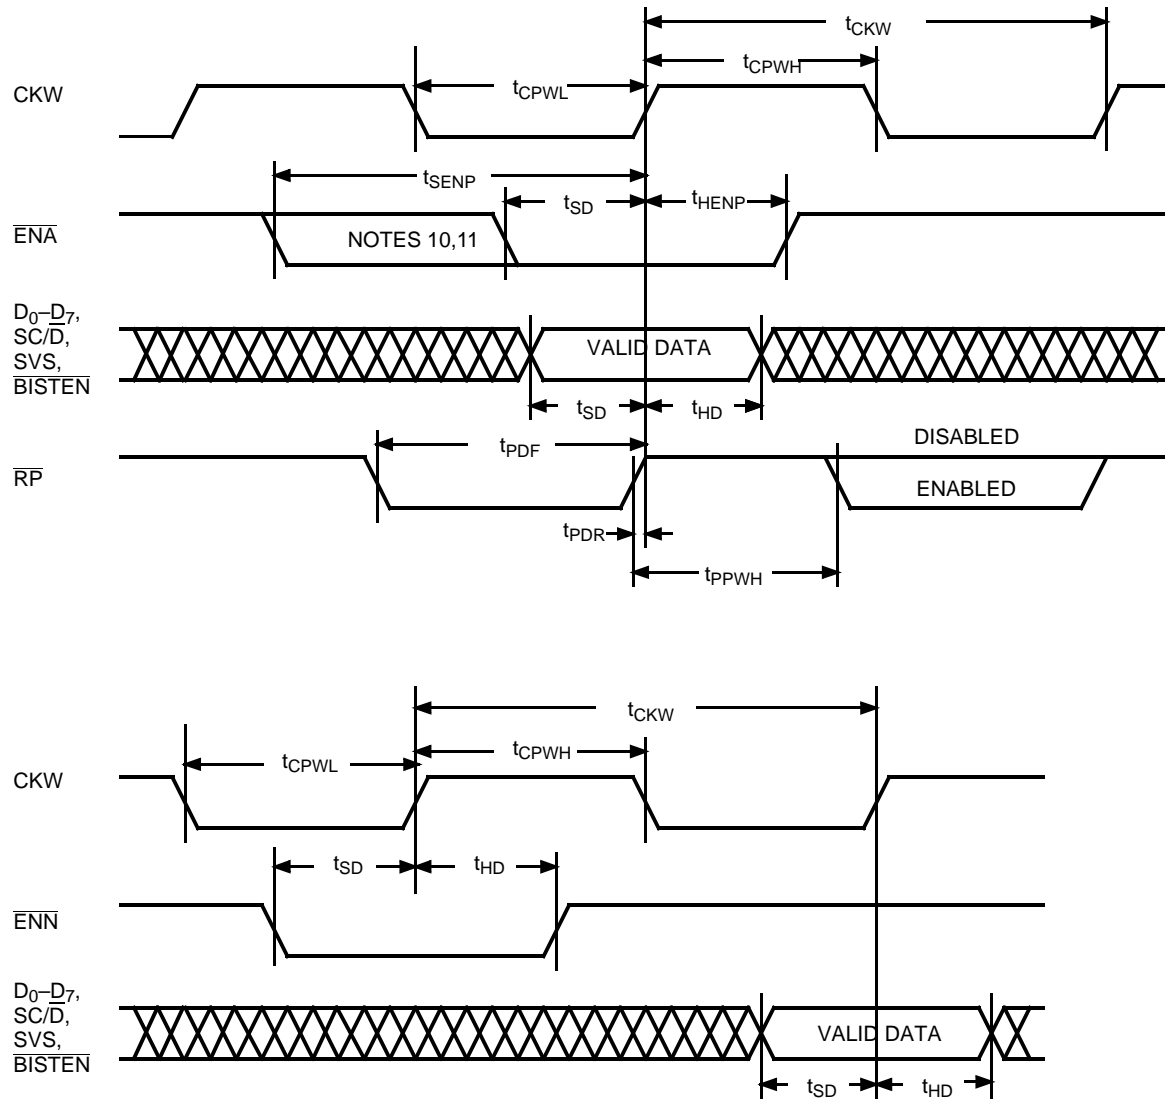 tCKW
tCPWH
tCPWL
CKW
tSENP
tSD
tHENP
ENA
NOTES 10,11
D0–D7,
SC/D,
SVS,
BISTEN
VALID DATA
tSD
tHD
tPDF
DISABLED
RP
ENABLED
tPDR
tPPWH
tCKW
tCPWL
tCPWH
CKW
tSD
tHD
ENN
D0–D7,
SC/D,
SVS,
BISTEN
VALID DATA
tSD
tHD